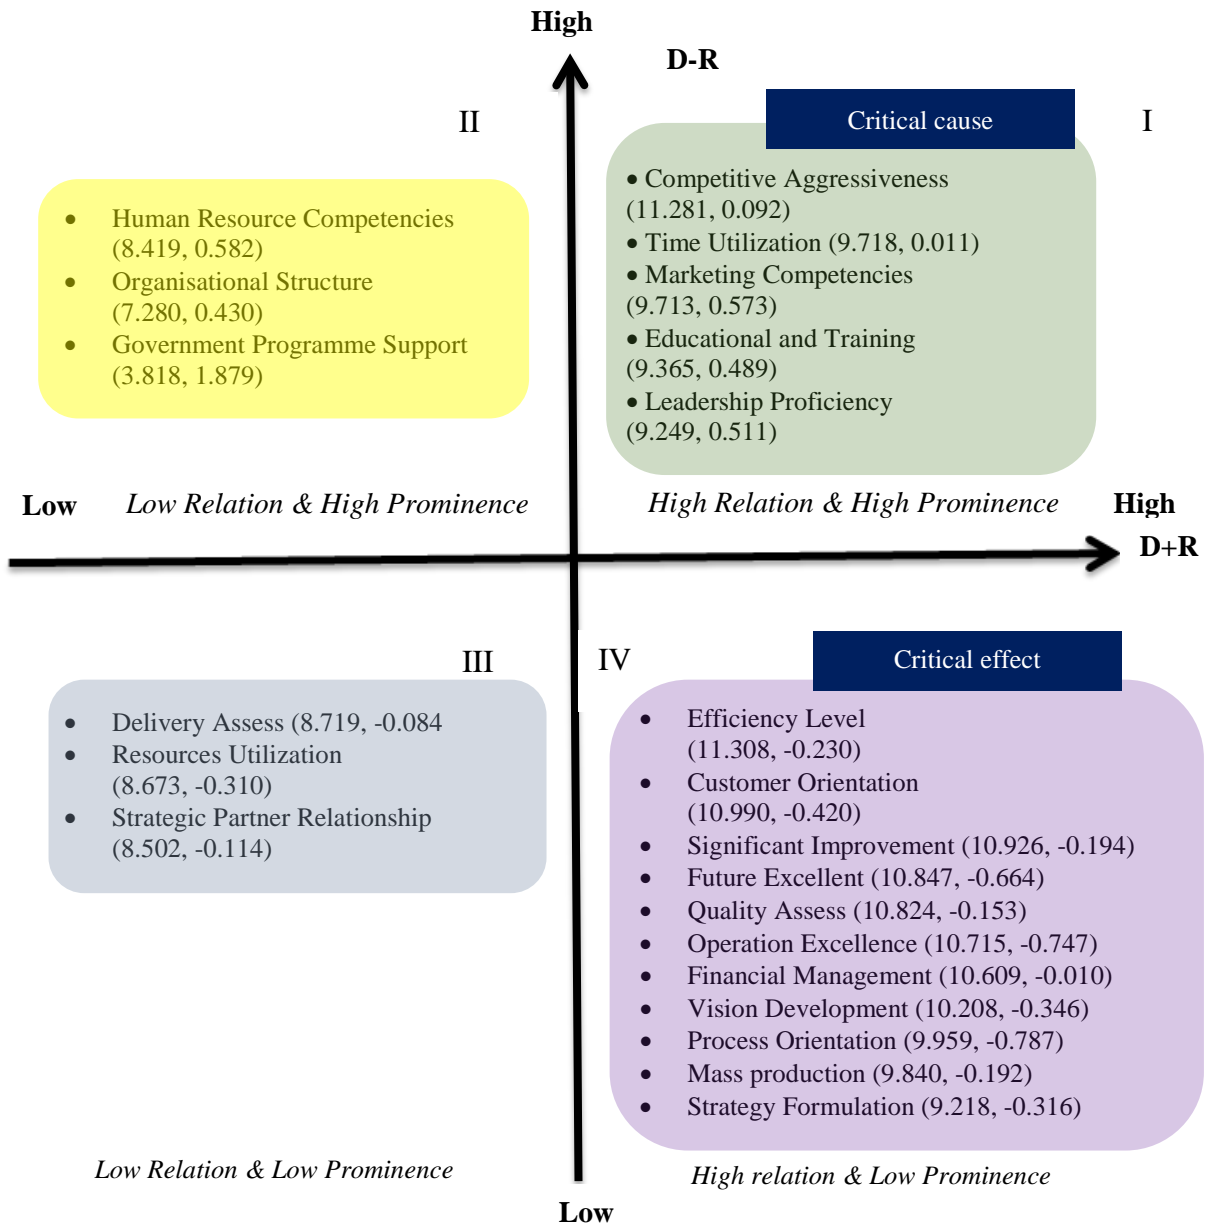 High
D-R
II
Critical cause
I
• Competitive Aggressiveness
(11.281, 0.092)
• Time Utilization (9.718, 0.011)
• Marketing Competencies
(9.713, 0.573)
• Educational and Training
(9.365, 0.489)
• Leadership Proficiency
(9.249, 0.511)
• Human Resource Competencies
(8.419, 0.582)
• Organisational Structure
(7.280, 0.430)
• Government Programme Support
(3.818, 1.879)
Low
Low Relation & High Prominence
High Relation & High Prominence
High
D+R
III
IV
Critical effect
• Delivery Assess (8.719, -0.084
• Resources Utilization
(8.673, -0.310)
• Strategic Partner Relationship
(8.502, -0.114)
• Efficiency Level
(11.308, -0.230)
• Customer Orientation
(10.990, -0.420)
• Significant Improvement (10.926, -0.194)
• Future Excellent (10.847, -0.664)
• Quality Assess (10.824, -0.153)
• Operation Excellence (10.715, -0.747)
• Financial Management (10.609, -0.010)
• Vision Development (10.208, -0.346)
• Process Orientation (9.959, -0.787)
• Mass production (9.840, -0.192)
• Strategy Formulation (9.218, -0.316)
Low Relation & Low Prominence
High relation & Low Prominence
Low